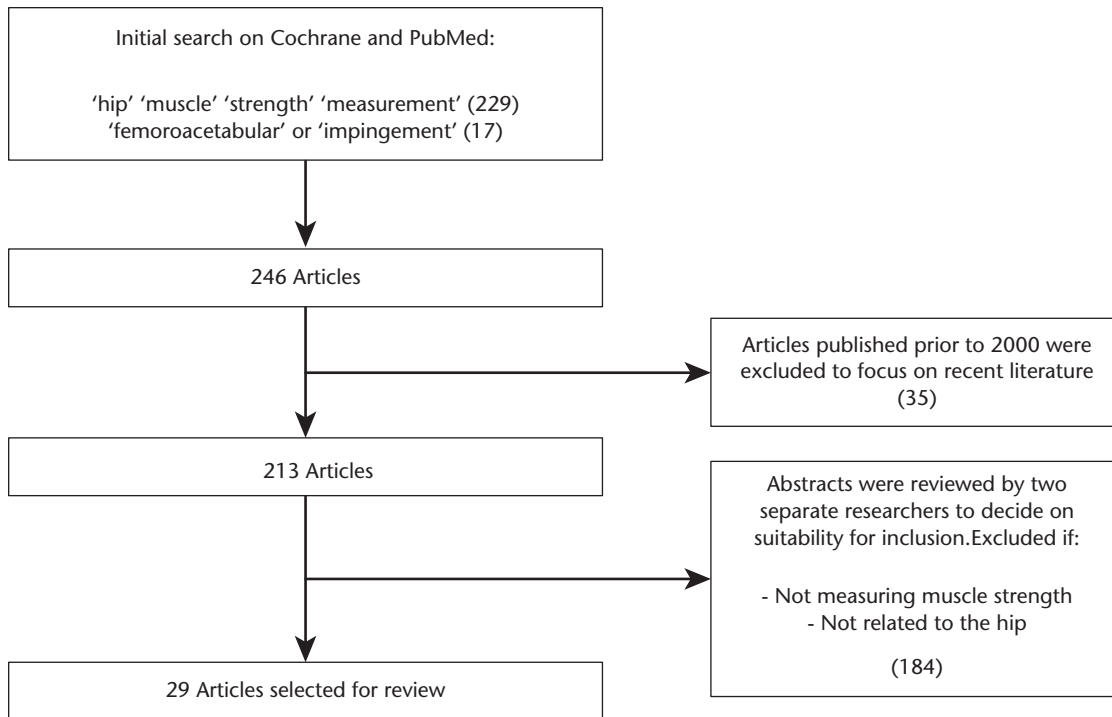 Initial search on Cochrane and PubMed:
‘hip’ ‘muscle’ ‘strength’ ‘measurement’ (229)
‘femoroacetabular’ or ‘impingement’ (17)
246 Articles
Articles published prior to 2000 were
excluded to focus on recent literature
(35)
213 Articles
Abstracts were reviewed by two
separate researchers to decide on
suitability for inclusion.Excluded if:
- Not measuring muscle strength
- Not related to the hip
(184)
29 Articles selected for review